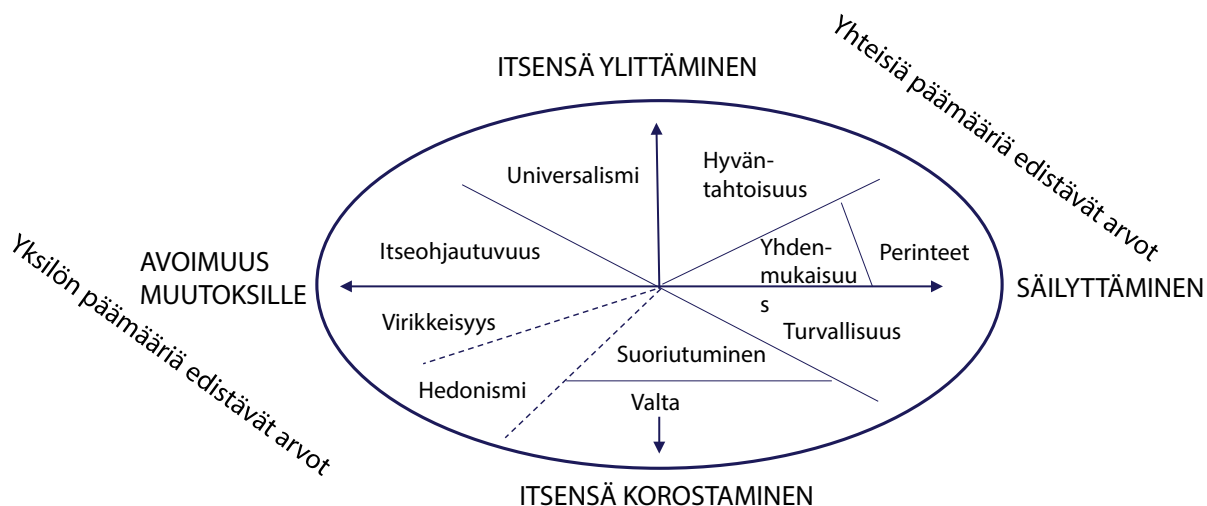 Yhteisiä päämääriä edistävät arvot
ITSENSÄ YLITTÄMINEN
Universalismi
Hyvän-
tahtoisuus
Yksilön päämääriä edistävät arvot
AVOIMUUS
MUUTOKSILLE
Itseohjautuvuus
Yhden-
mukaisuu
s
Perinteet
SÄILYTTÄMINEN
Virikkeisyys
Turvallisuus
Suoriutuminen
Hedonismi
Valta
ITSENSÄ KOROSTAMINEN